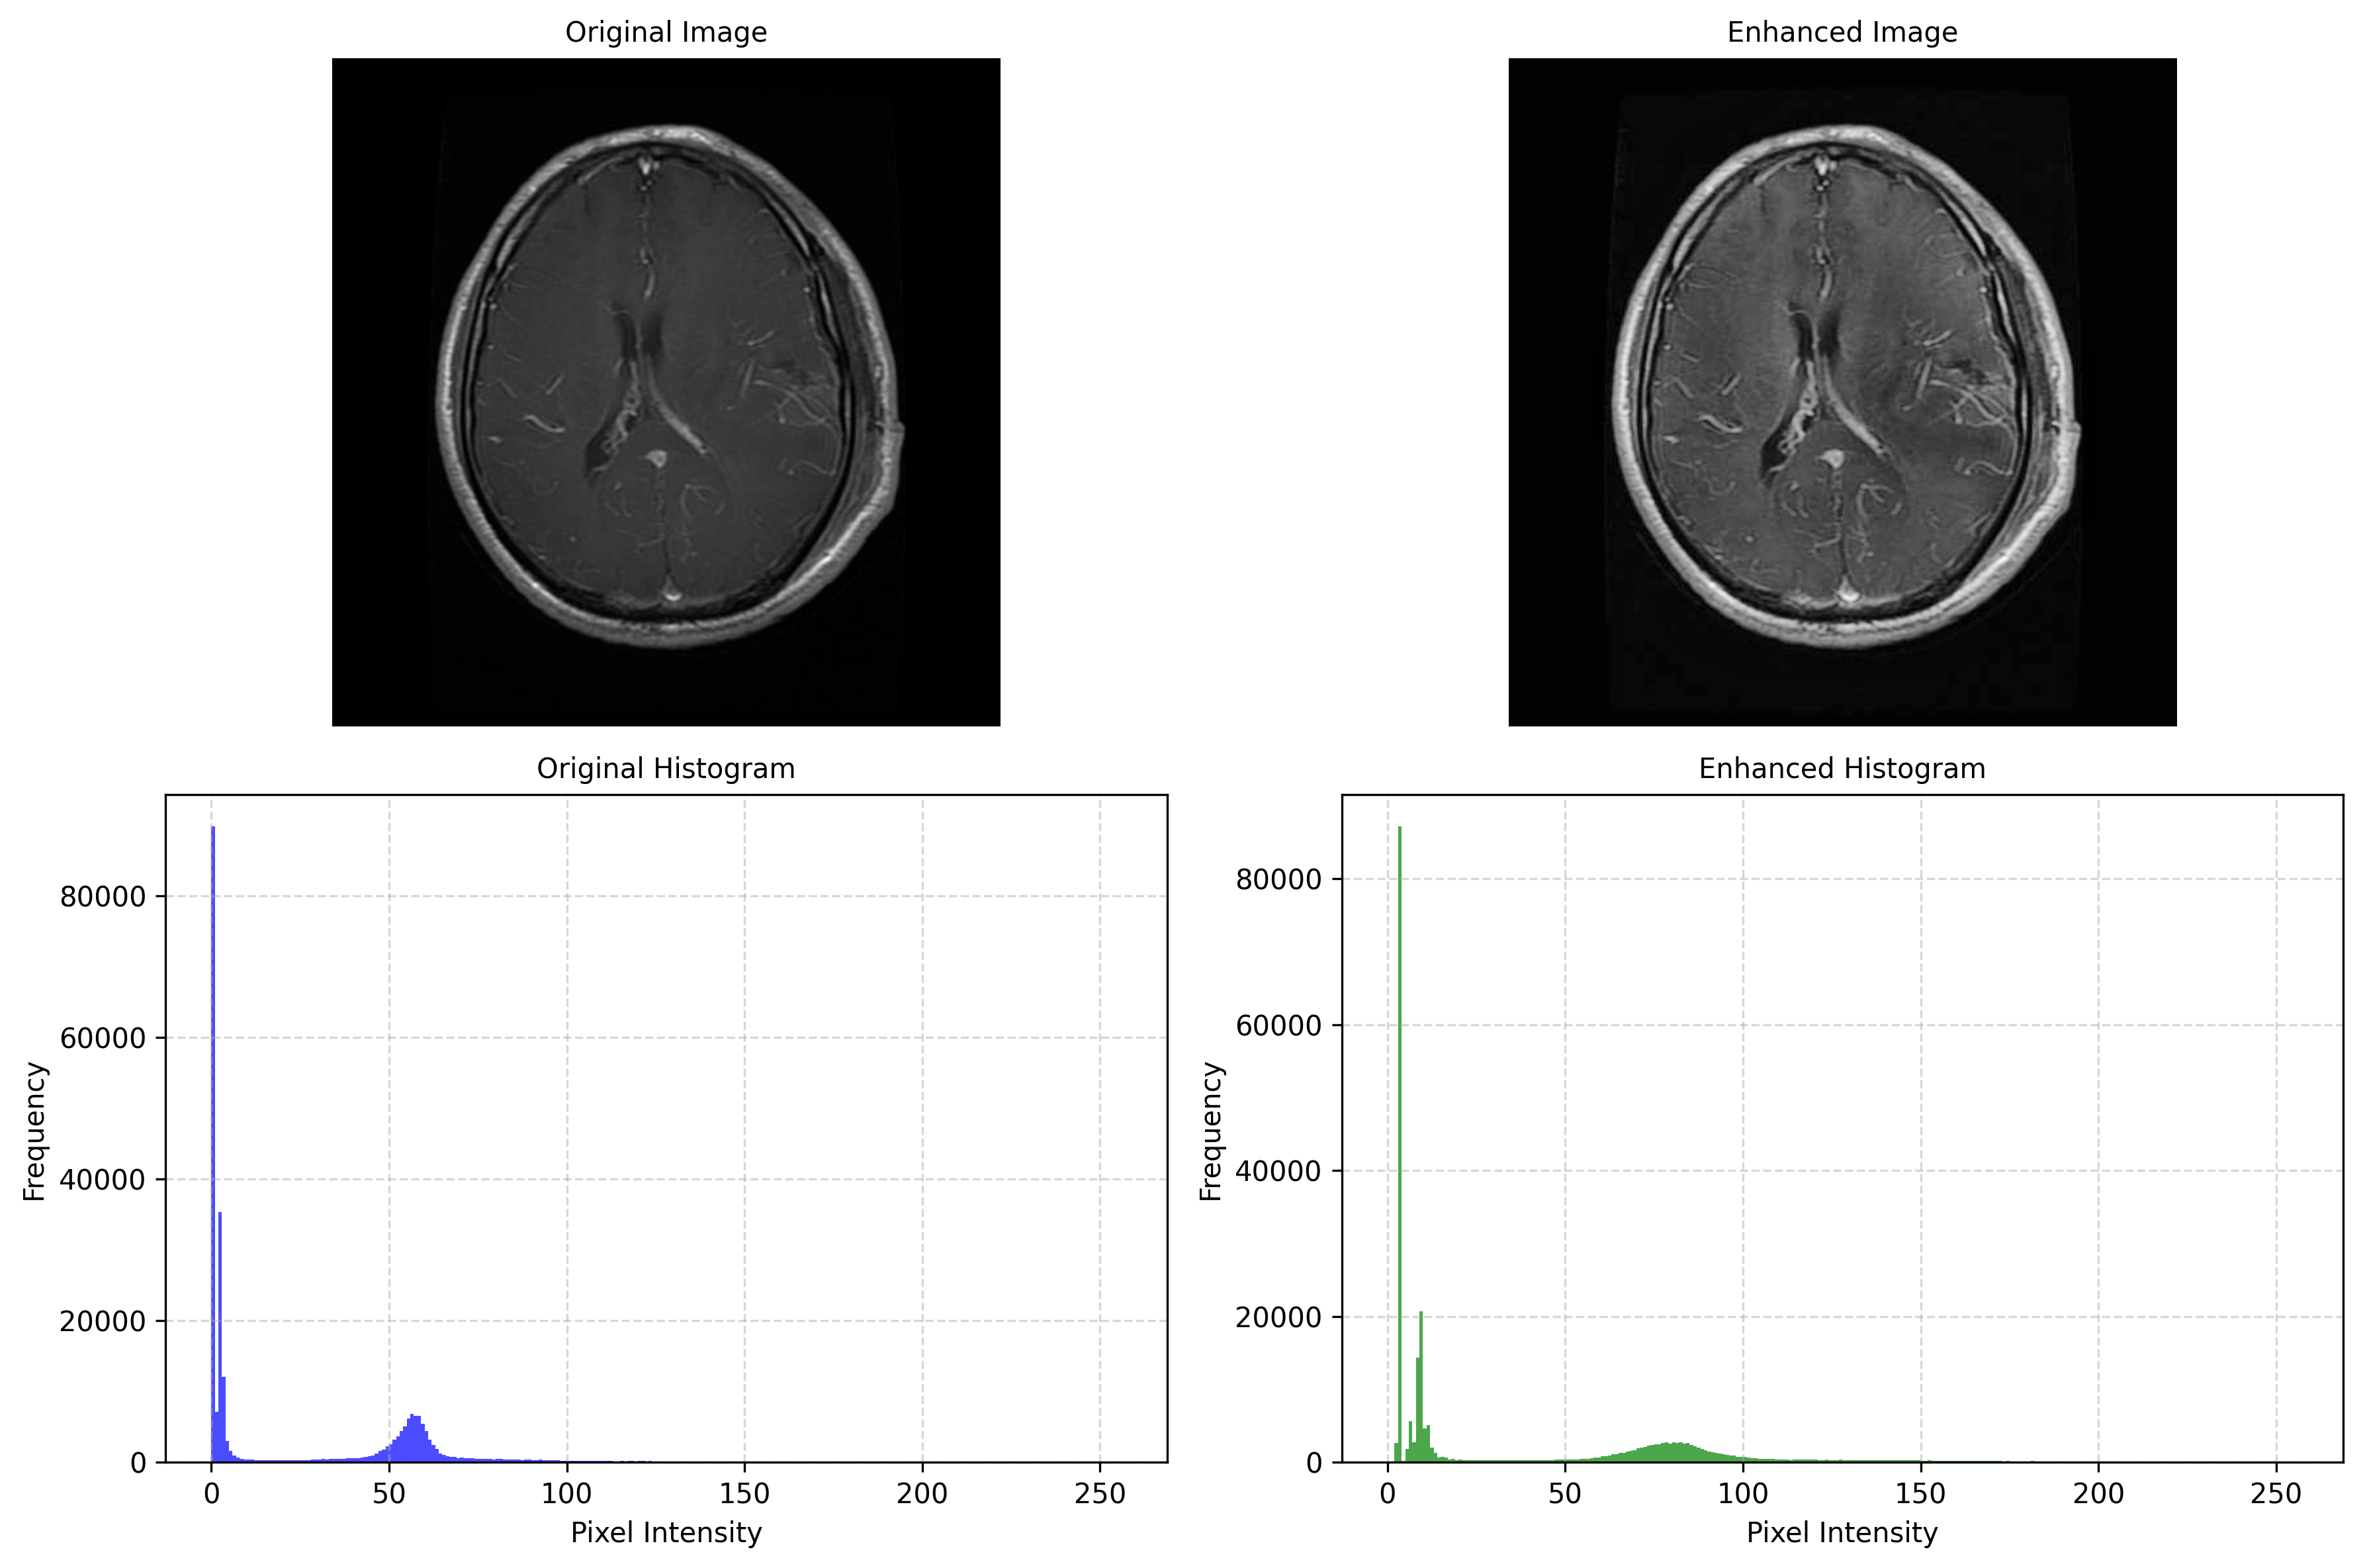 Original Image
Enhanced Image
Original Histogram
Enhanced Histogram
Frequency
80000
60000
40000
20000
0
0 50 100 150 200 250
Pixel Intensity
Frequency
80000
60000
40000
20000
0
0 50 100 150 200 250
Pixel Intensity